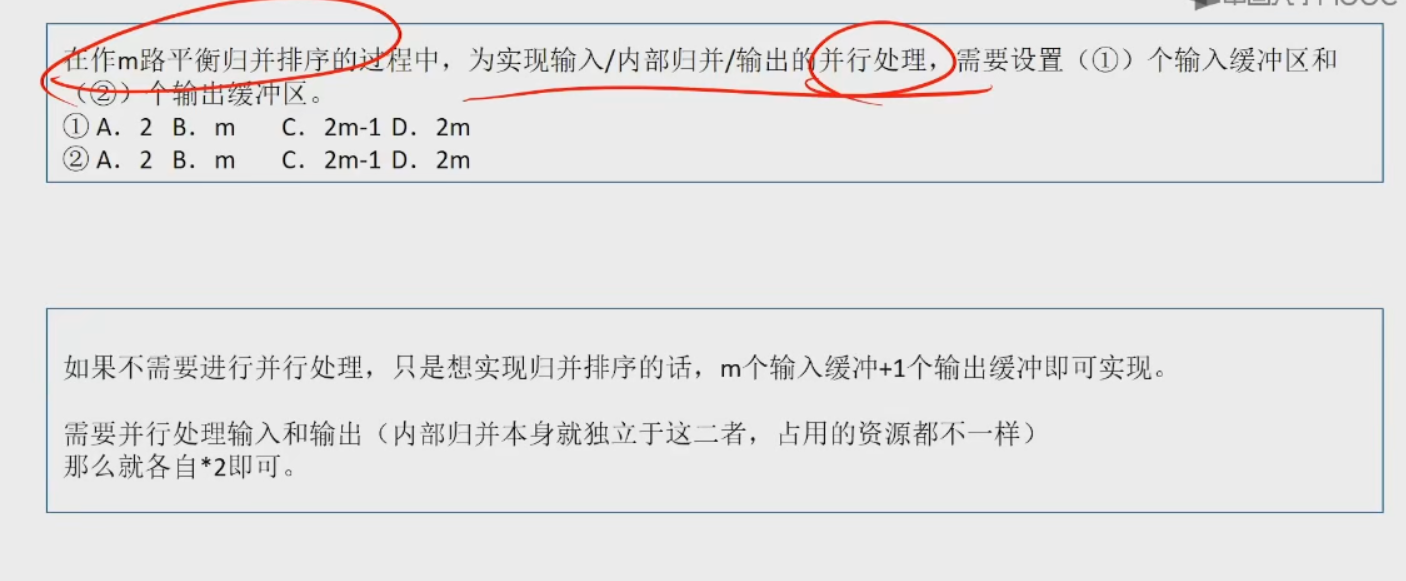 在作m路平衡归并排序的过程中，为实现输入/内部归并/输出的并行处理，需要设置（①）个输入缓冲区和
（②）个输出缓冲区。
① A. 2 B. m C. 2m-1 D. 2m
② A. 2 B. m C. 2m-1 D. 2m
如果不需要进行并行处理，只是想实现归并排序的话，m个输入缓冲+1个输出缓冲即可实现。
需要并行处理输入和输出（内部归并本身就独立于这二者，占用的资源都不一样）
那么就各自*2即可。